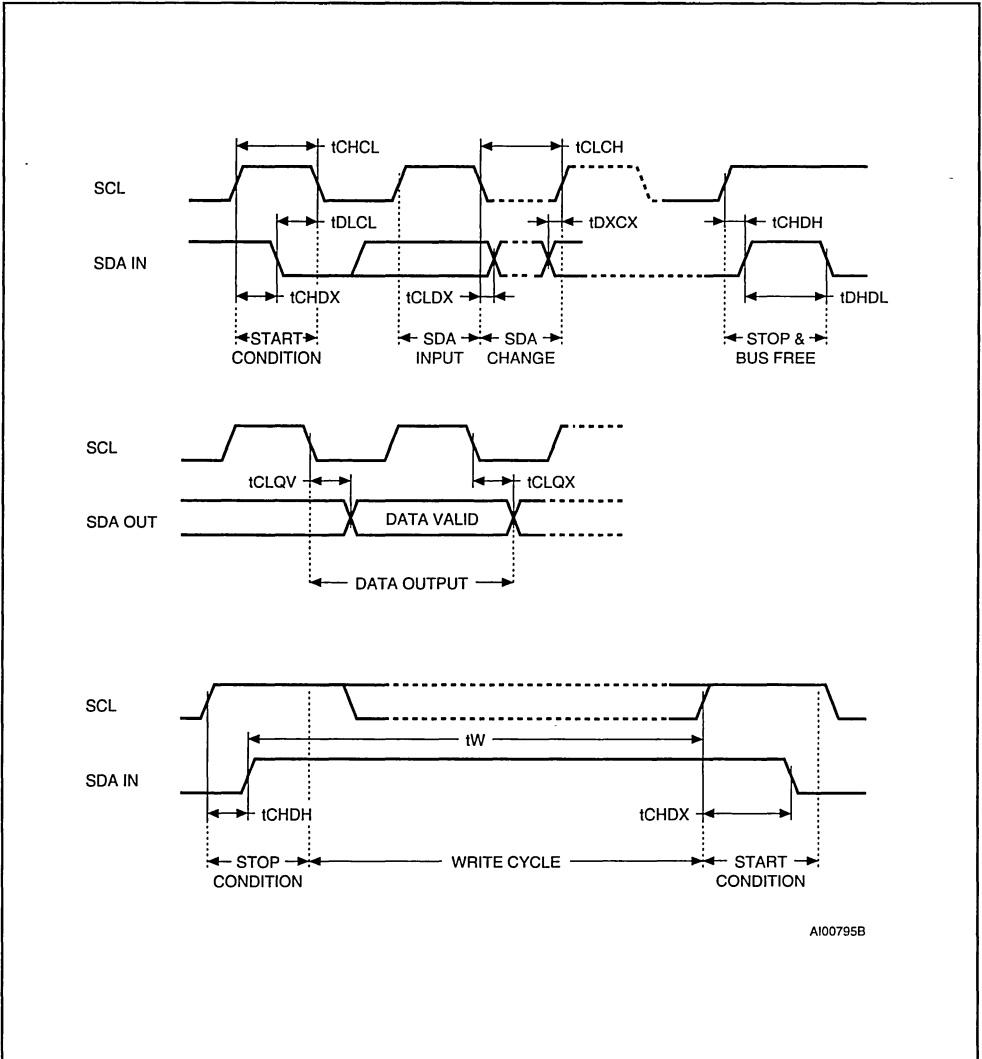 tCHCL
tCLCH
SCL
tDLCL
tDXCX
tCHDH
SDA IN
tCHDX
tCLDX
tDHDL
START
CONDITION
SDA
INPUT
SDA
CHANGE
STOP &
BUS FREE
SCL
tCLQV
tCLQX
SDA OUT
DATA VALID
DATA OUTPUT
SCL
tW
SDA IN
tCHDH
tCHDX
STOP
CONDITION
WRITE CYCLE
START
CONDITION
AI00795B